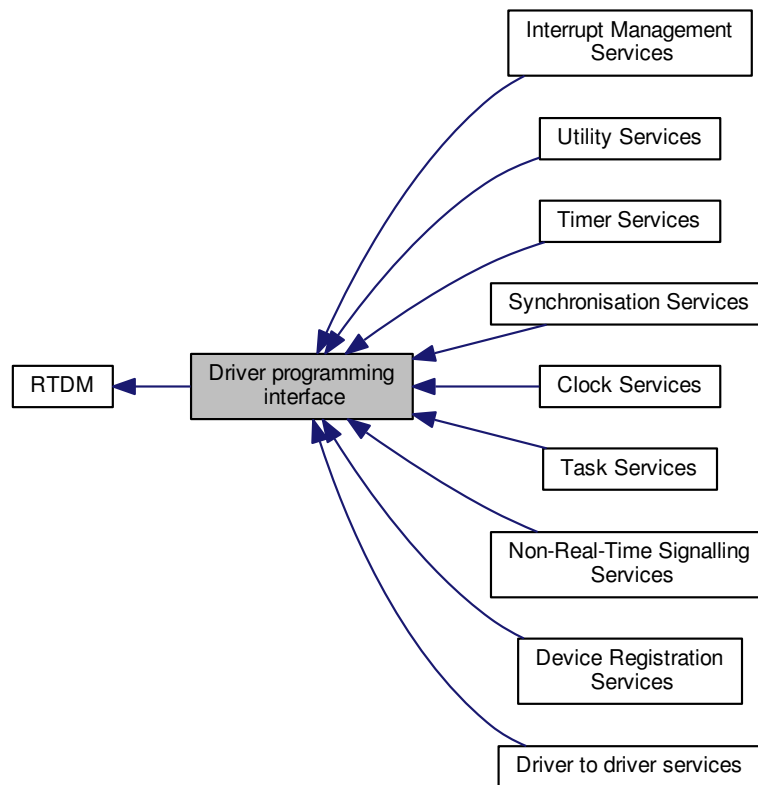 Interrupt Management
Services
Utility Services
Timer Services
Synchronisation Services
RTDM
Driver programming
interface
Clock Services
Task Services
Non-Real-Time Signalling
Services
Device Registration
Services
Driver to driver services